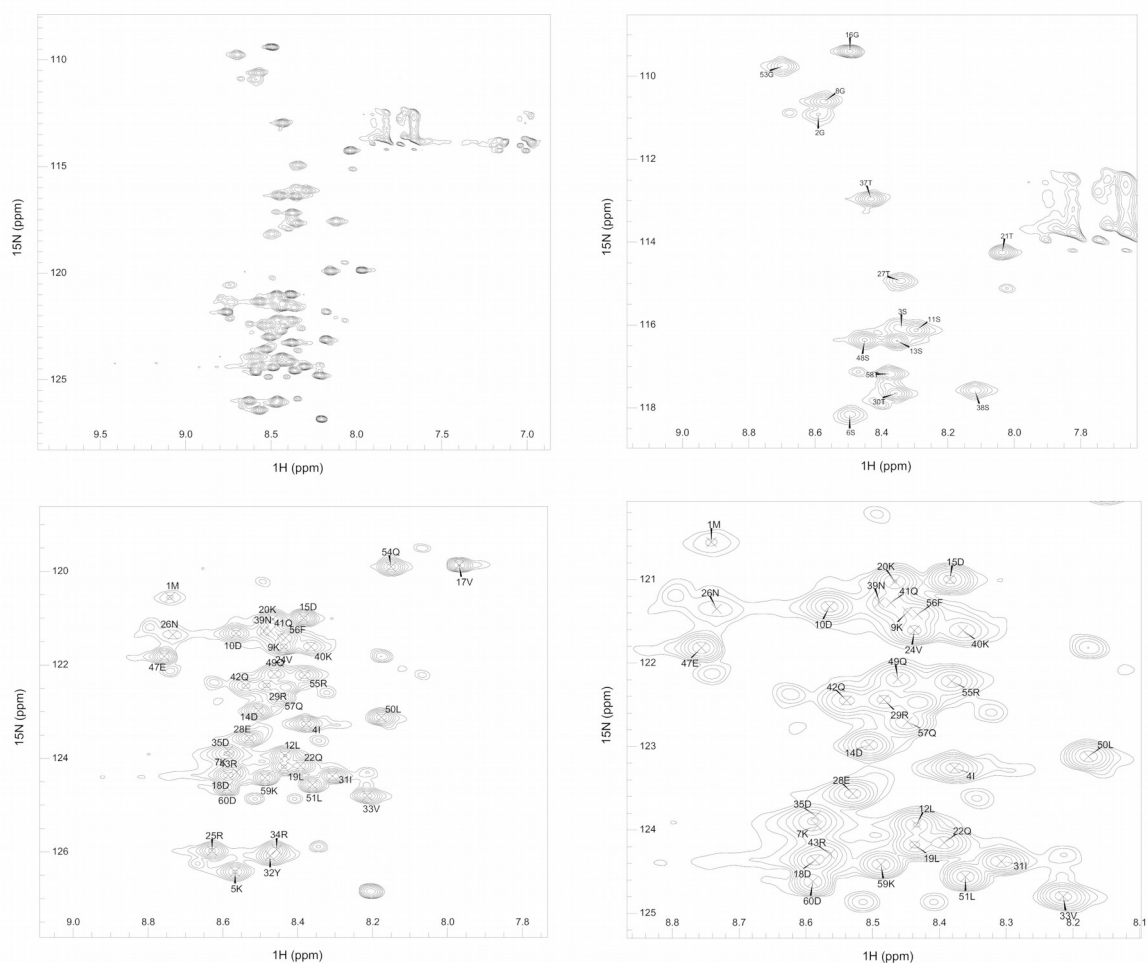 110
115
120
125
15N (ppm)
9.5 9.0 8.5 8.0 7.5 7.0
1H (ppm)
16G
53G
8G
2G
37T
21T
27T
3S
11S
48S
13S
58T
30T
38S
6S
110
112
114
116
118
15N (ppm)
9.0 8.8 8.6 8.4 8.2 8.0 7.8
1H (ppm)
54Q
17V
1M
20K
15D
39N
41Q
26N
56F
10D
9K
40K
24V
47E
49Q
42Q
55R
29R
57Q
14D
50L
28E
4I
35D
12L
7K
43R
22Q
18D
19L
31I
60D
59K
51L
33V
25R
34R
32Y
5K
120
122
124
126
15N (ppm)
9.0 8.8 8.6 8.4 8.2 8.0 7.8
1H (ppm)
1M
20K
15D
26N
39N
41Q
56F
10D
9K
40K
24V
47E
49Q
42Q
55R
29R
57Q
14D
50L
4I
28E
35D
12L
7K
22Q
43R
18D
19L
31I
60D
59K
51L
33V
121
122
123
124
125
15N (ppm)
8.8 8.7 8.6 8.5 8.4 8.3 8.2 8.1
1H (ppm)